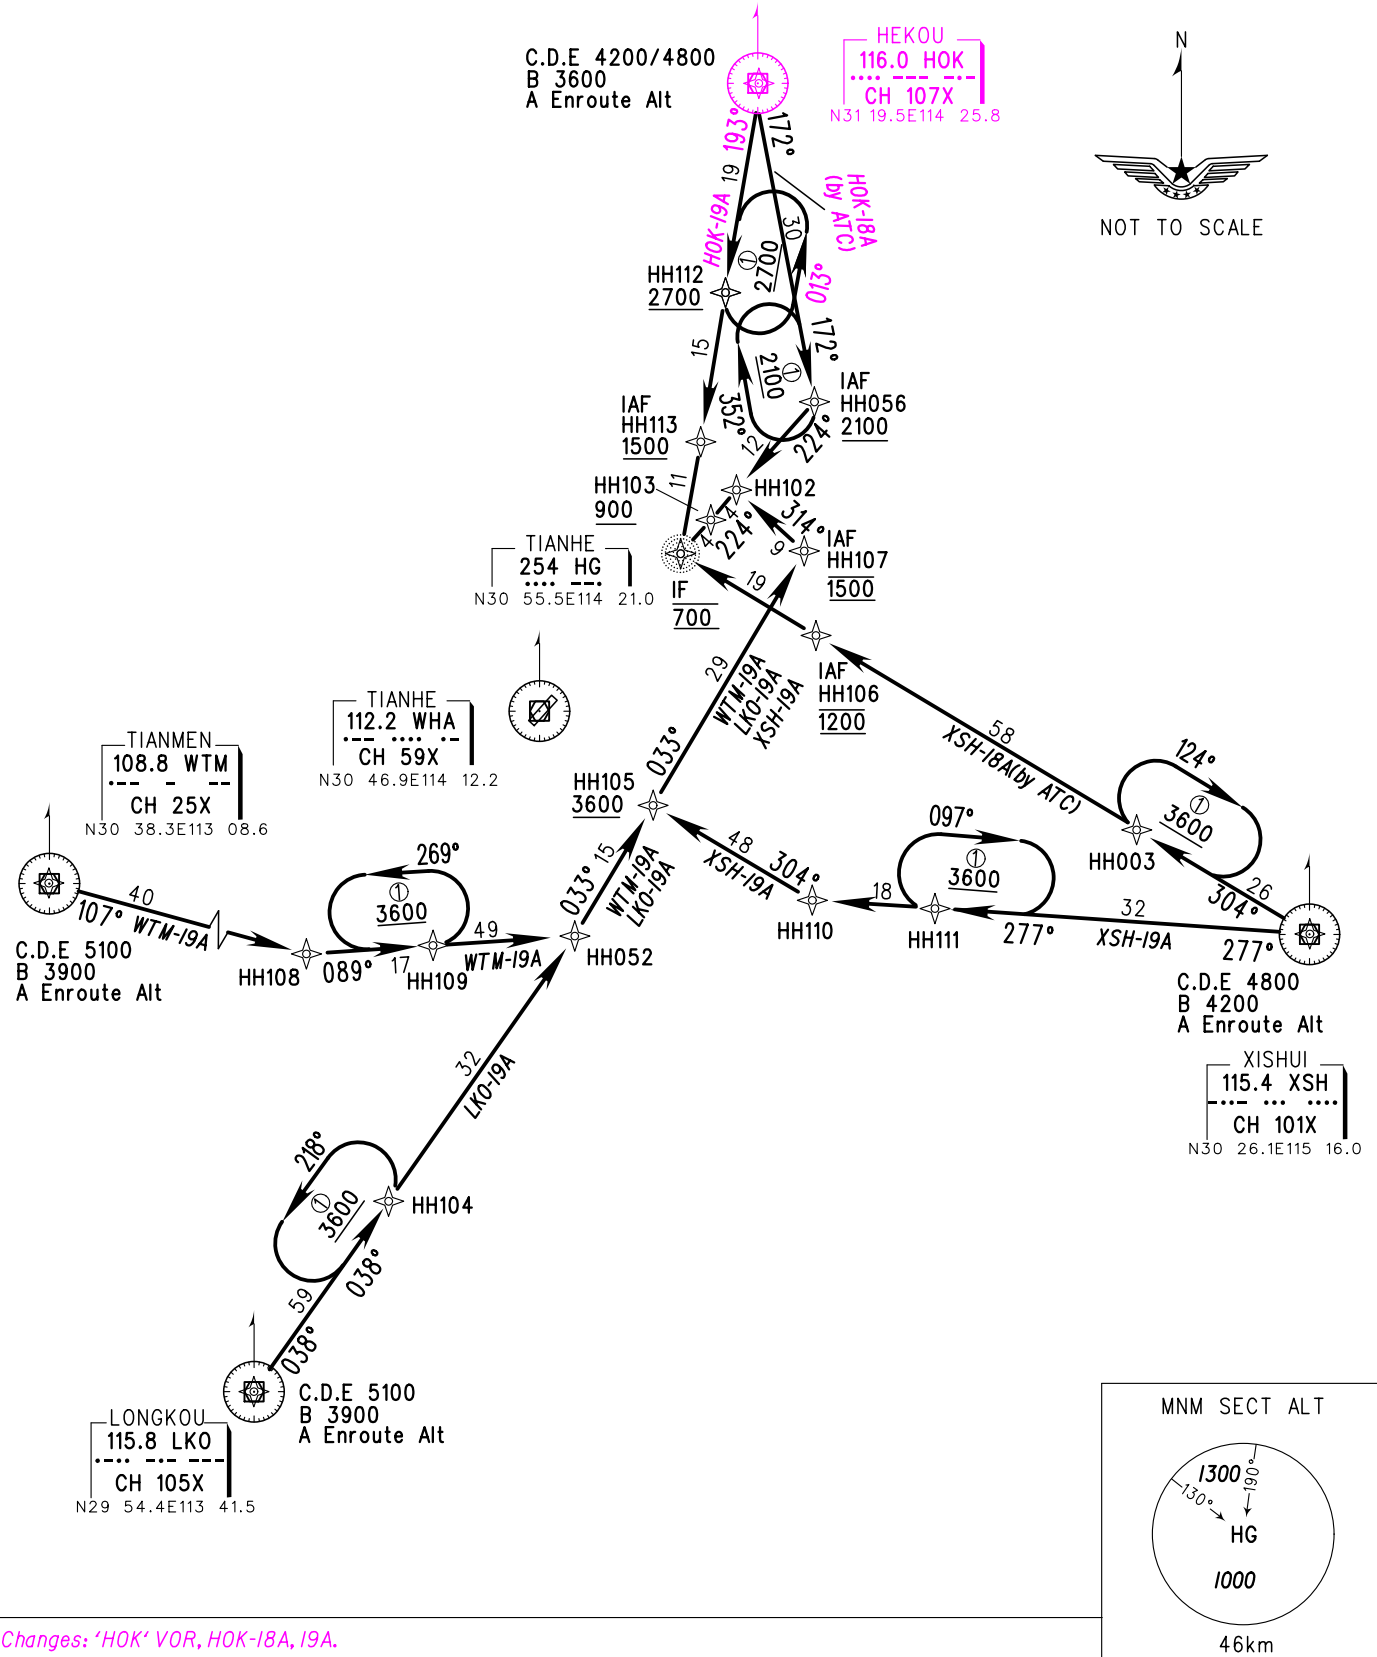 C.D.E 4200/4800
B 3600
A Enroute Alt
HEKOU
116.0 HOK
CH 107X
N31 19.5E114 25.8
N
NOT TO SCALE
193°
172°
19
HOK-19A
HOK-18A
(by ATC)
30
① 2700
013°
HH112
2700
172°
15
① 2100
352°
IAF
HH056
2100
IAF
HH113
1500
12
224°
11
HH103
900
HH102
4
4
224°
314°
9
IAF
HH107
1500
TIANHE
254 HG
N30 55.5E114 21.0
IF
700
19
IAF
HH106
1200
29
WTM-19A
LKO-19A
XSH-19A
TIANHE
112.2 WHA
CH 59X
N30 46.9E114 12.2
TIANMEN
108.8 WTM
CH 25X
N30 38.3E113 08.6
033°
HH105
3600
58
XSH-18A(by ATC)
124°
① 3600
HH003
26
304°
40
107° WTM-19A
C.D.E 5100
B 3900
A Enroute Alt
HH108
089°
17
269°
① 3600
HH109
49
WTM-19A
HH052
033°
15
WTM-19A
LKO-19A
48
XSH-19A
304°
HH110
18
097°
① 3600
HH111
277°
32
XSH-19A
277°
C.D.E 4800
B 4200
A Enroute Alt
XISHUI
115.4 XSH
CH 101X
N30 26.1E115 16.0
32
LKO-19A
218°
① 3600
HH104
038°
59
038°
C.D.E 5100
B 3900
A Enroute Alt
LONGKOU
115.8 LKO
CH 105X
N29 54.4E113 41.5
MNM SECT ALT
1300
130°
190°
HG
1000
46km
Changes: ‘HOK‘ VOR, HOK-18A, 19A.